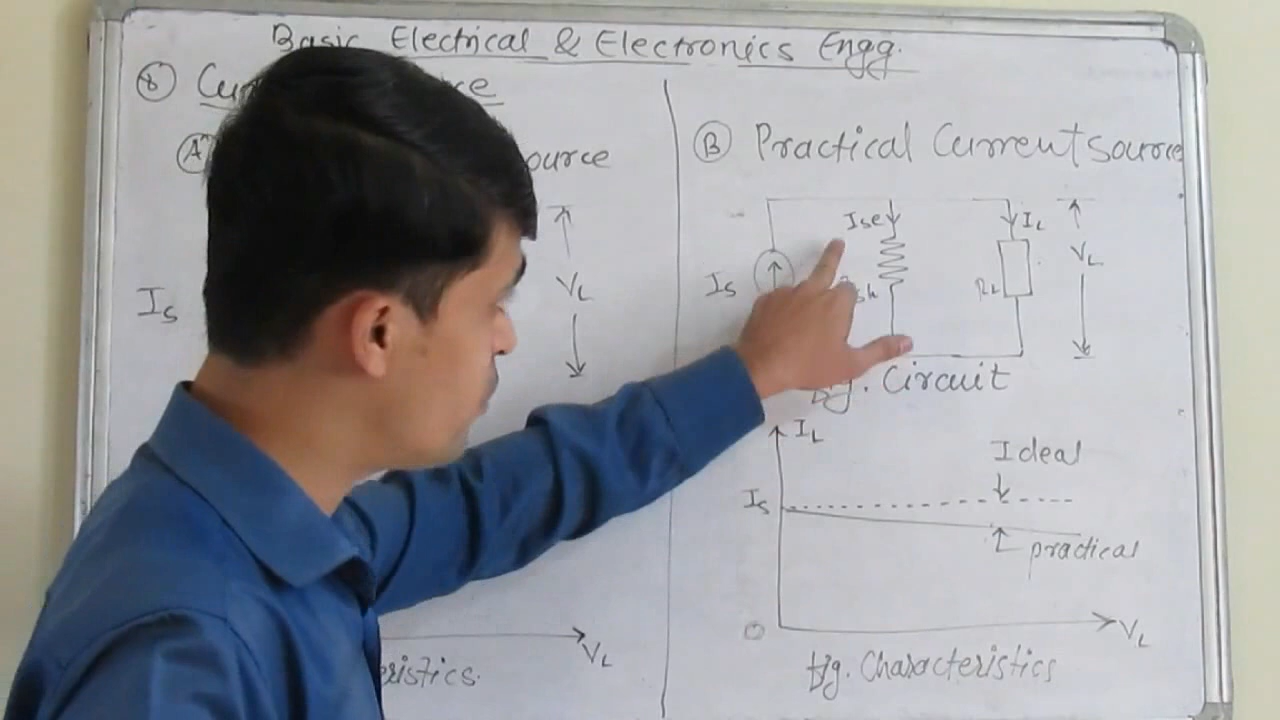 Basic Electrical & Electronics Engg.
8
A
ource
Is
VL
VL
eristics.
B Practical Current Source
Ise
IL
Is
RL
VL
fig. Circuit
IL
Ideal
Is
practical
O
VL
fig. Characteristics